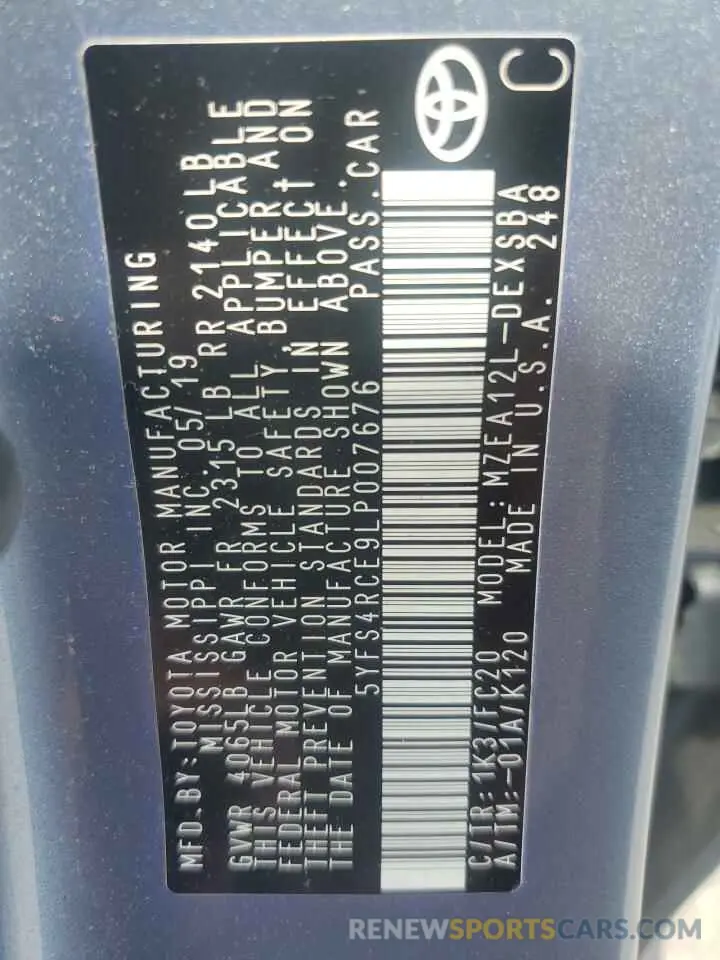 MFD.BY:TOYOTA MOTOR MANUFACTURING
MISSISSIPPI INC. 05/19
GVWR 4065LB GAWR FR 2315 LB RR 2140 LB
THIS VEHICLE CONFORMS TO ALL APPLICABLE
FEDERAL MOTOR VEHICLE SAFETY, BUMPER AND
THEFT PREVENTION STANDARDS IN EFFECT ON
THE DATE OF MANUFACTURE SHOWN ABOVE.
5YFS4RCE9LP007676 PASS.CAR
C/TR:1K3/FC20 MODEL:MZEA12L-DEXSBA
A/TM:-01A/K120 MADE IN U.S.A. 248
C
RENEWSPORTSCARS.COM